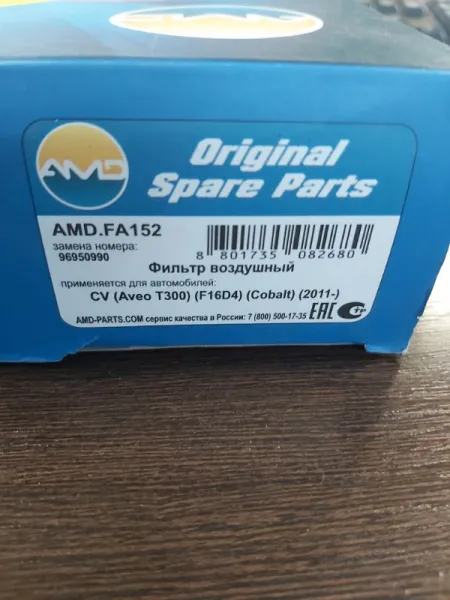 AMD
AMD
Original
Spare Parts
AMD.FA152
замена номера:
96950990
8 801735 082680
Фильтр воздушный
применяется для автомобилей:
CV (Aveo T300) (F16D4) (Cobalt) (2011-)
AMD-PARTS.COM сервис качества в России: 7 (800) 500-17-35
EAC